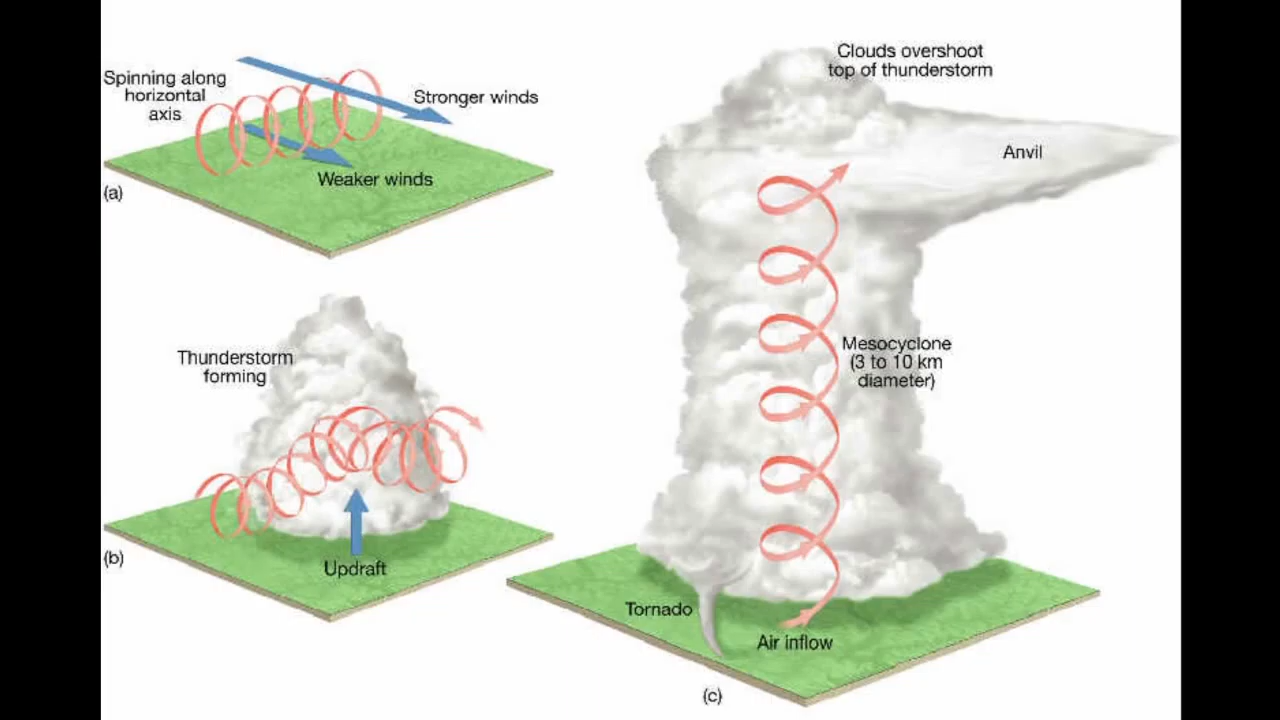 Spinning along
horizontal
axis
Stronger winds
Weaker winds
(a)
Thunderstorm
forming
Updraft
(b)
Clouds overshoot
top of thunderstorm
Anvil
Mesocyclone
(3 to 10 km
diameter)
Tornado
Air inflow
(c)